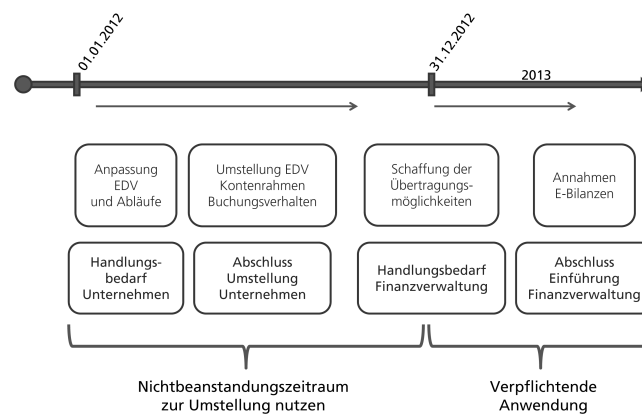 01.01.2012
31.12.2012
2013
Anpassung
EDV
und Abläufe
Umstellung EDV
Kontenrahmen
Buchungsverhalten
Schaffung der
Übertragungs-
möglichkeiten
Annahmen
E-Bilanzen
Handlungs-
bedarf
Unternehmen
Abschluss
Umstellung
Unternehmen
Handlungsbedarf
Finanzverwaltung
Abschluss
Einführung
Finanzverwaltung
Nichtbeanstandungszeitraum
zur Umstellung nutzen
Verpflichtende
Anwendung